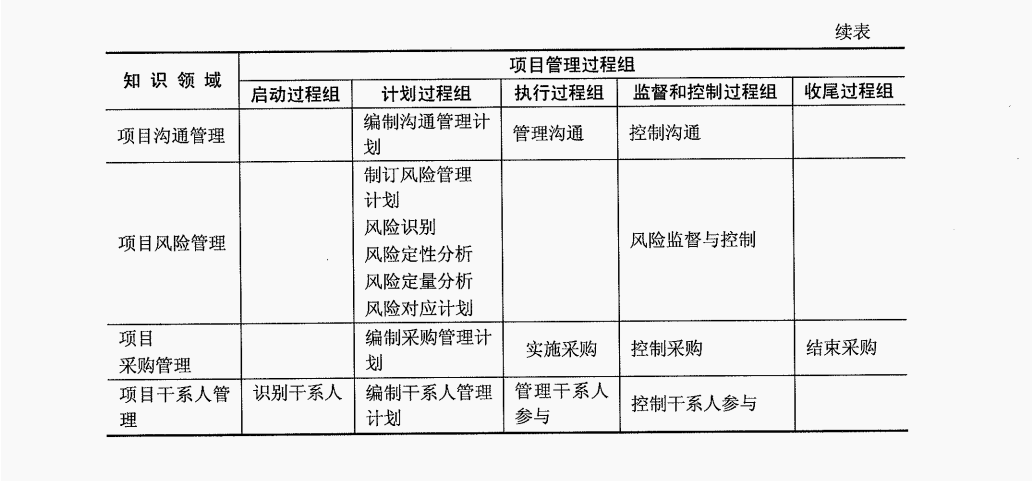 续表
知识领域
项目管理过程组
启动过程组 计划过程组 执行过程组 监督和控制过程组 收尾过程组
项目沟通管理
编制沟通管理计
划
管理沟通
控制沟通
项目风险管理
制订风险管理
计划
风险识别
风险定性分析
风险定量分析
风险对应计划
风险监督与控制
项目
采购管理
编制采购管理计
划
实施采购
控制采购
结束采购
项目干系人管
理
识别干系人
编制干系人管理
计划
管理干系人
参与
控制干系人参与